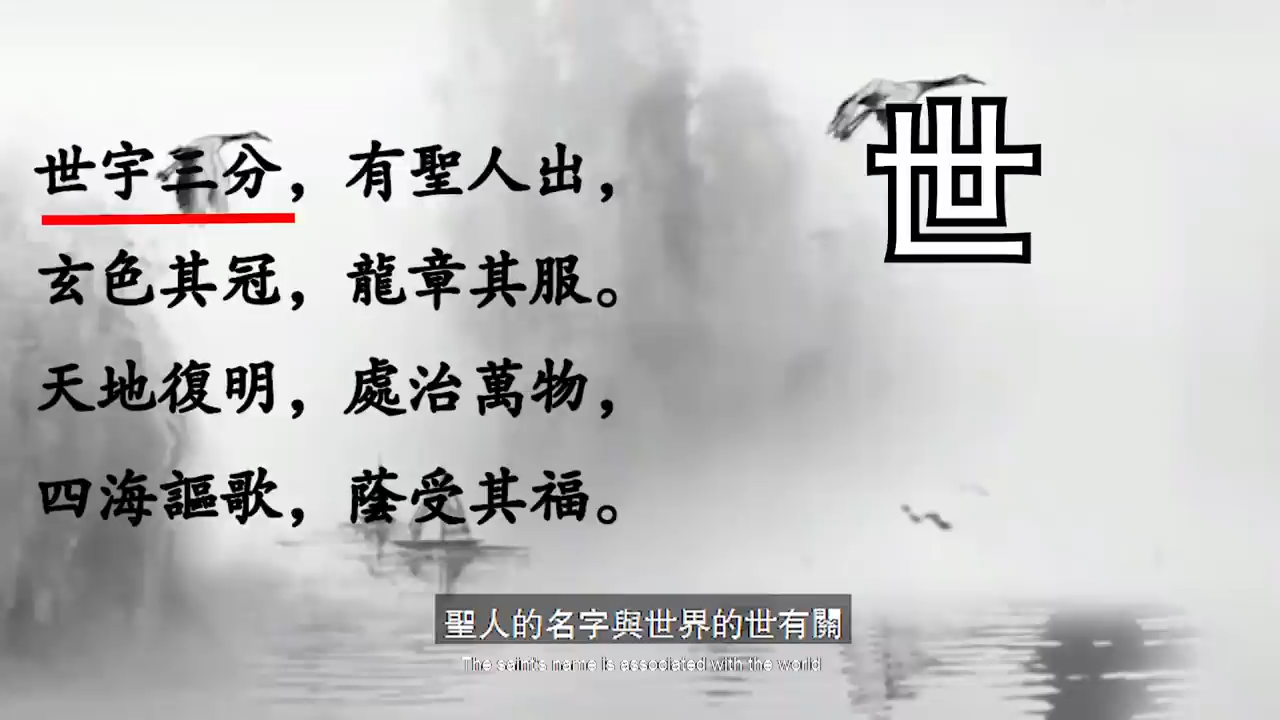 世宇三分，有聖人出，
玄色其冠，龍章其服。
天地復明，處治萬物，
四海謳歌，蔭受其福。
世
聖人的名字與世界的世有關
The saint's name is associated with the world